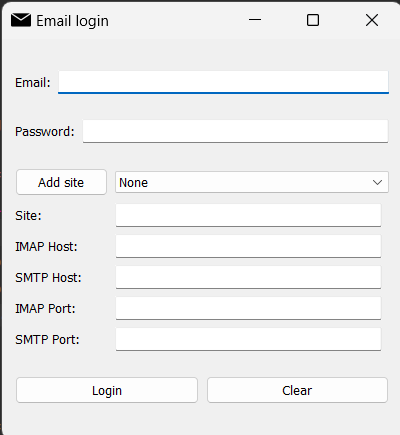 Email login
Email:
Password:
Add site None
Site:
IMAP Host:
SMTP Host:
IMAP Port:
SMTP Port:
Login Clear